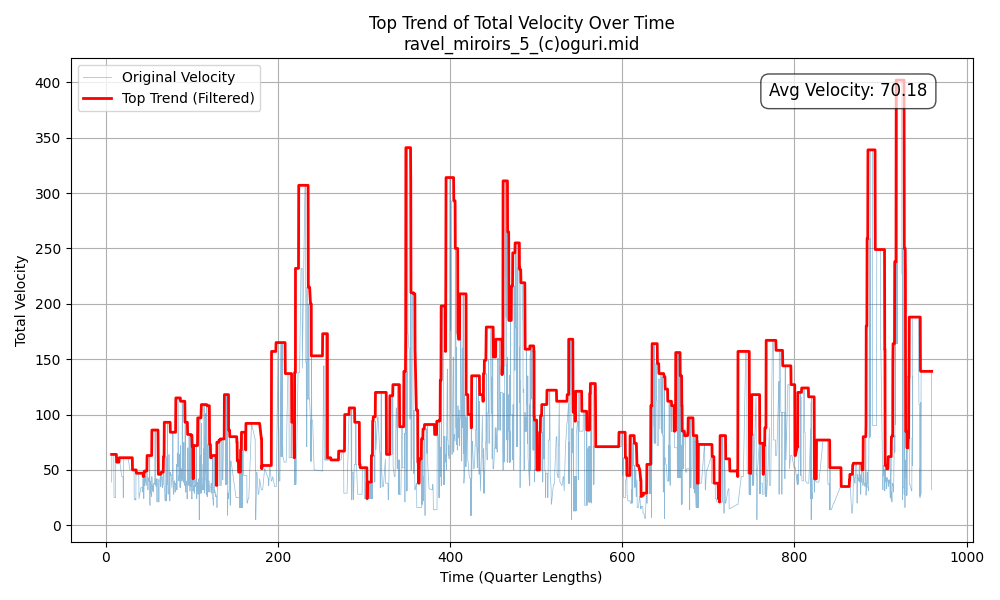 Top Trend of Total Velocity Over Time
ravel_miroirs_5_(c)oguri.mid
Original Velocity
Top Trend (Filtered)
Avg Velocity: 70.18
Total Velocity
400
350
300
250
200
150
100
50
0
0 200 400 600 800 1000
Time (Quarter Lengths)